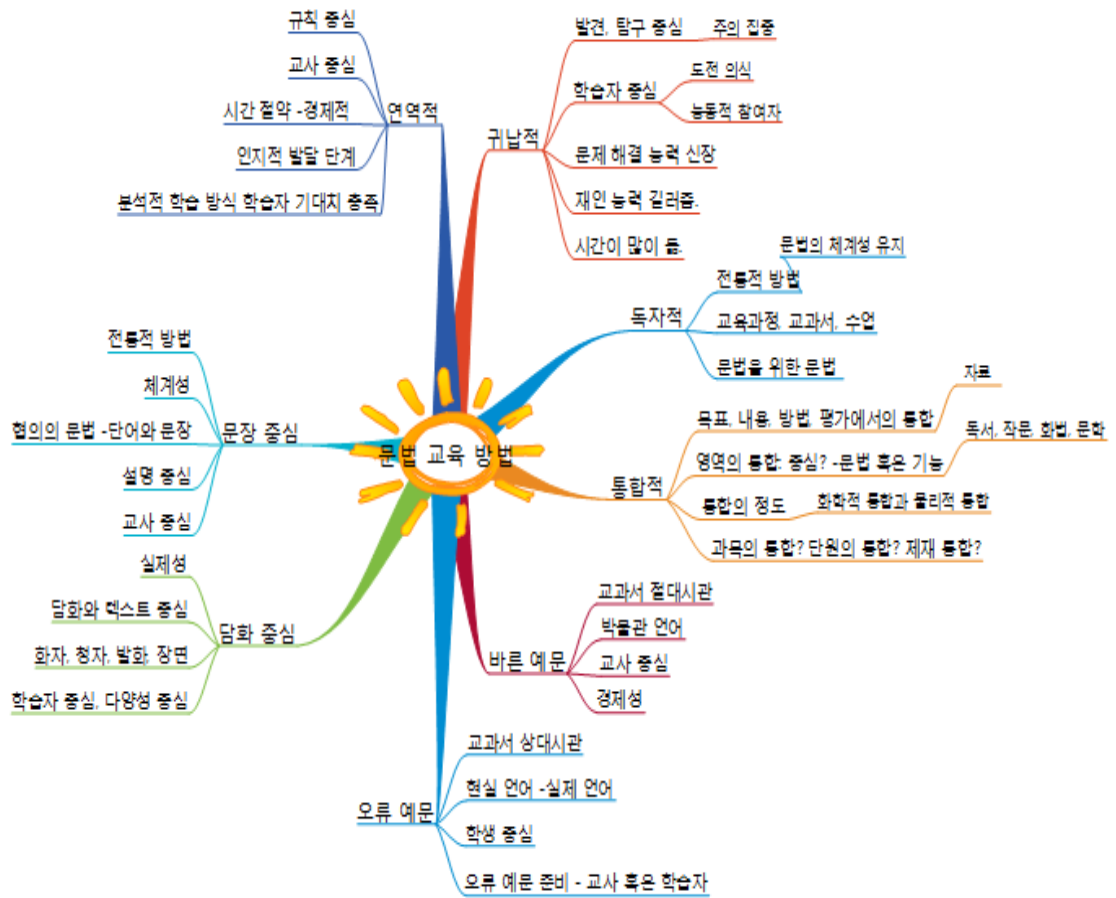 문법 교육 방법
연역적
규칙 중심
교사 중심
시간 절약 -경제적
인지적 발달 단계
분석적 학습 방식 학습자 기대치 충족
귀납적
발견, 탐구 중심
주의 집중
학습자 중심
도전 의식
능동적 참여자
문제 해결 능력 신장
재인 능력 길러줌.
시간이 많이 듦.
독자적
전통적 방법
문법의 체계성 유지
교육과정, 교과서, 수업
문법을 위한 문법
통합적
목표, 내용, 방법, 평가에서의 통합
자료
영역의 통합: 중심? -문법 혹은 기능
독서, 작문, 화법, 문학
통합의 정도
화학적 통합과 물리적 통합
과목의 통합? 단원의 통합? 제재 통합?
바른 예문
교과서 절대시관
박물관 언어
교사 중심
경제성
오류 예문
교과서 상대시관
현실 언어 -실제 언어
학생 중심
오류 예문 준비 - 교사 혹은 학습자
담화 중심
실제성
담화와 텍스트 중심
화자, 청자, 발화, 장면
학습자 중심, 다양성 중심
문장 중심
전통적 방법
체계성
협의의 문법 -단어와 문장
설명 중심
교사 중심